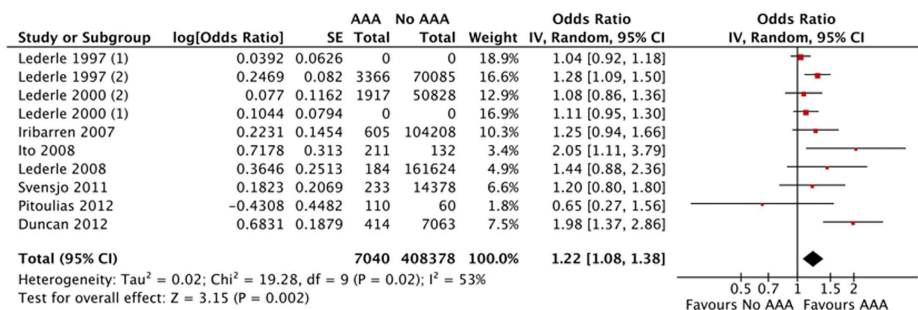 AAA No AAA Odds Ratio Odds Ratio
Study or Subgroup log[Odds Ratio] SE Total Total Weight IV, Random, 95% CI IV, Random, 95% CI
Lederle 1997 (1) 0.0392 0.0626 0 0 18.9% 1.04 [0.92, 1.18]
Lederle 1997 (2) 0.2469 0.082 3366 70085 16.6% 1.28 [1.09, 1.50]
Lederle 2000 (2) 0.077 0.1162 1917 50828 12.9% 1.08 [0.86, 1.36]
Lederle 2000 (1) 0.1044 0.0794 0 0 16.9% 1.11 [0.95, 1.30]
Iribarren 2007 0.2231 0.1454 605 104208 10.3% 1.25 [0.94, 1.66]
Ito 2008 0.7178 0.313 211 132 3.4% 2.05 [1.11, 3.79]
Lederle 2008 0.3646 0.2513 184 161624 4.9% 1.44 [0.88, 2.36]
Svensjo 2011 0.1823 0.2069 233 14378 6.6% 1.20 [0.80, 1.80]
Pitoulias 2012 −0.4308 0.4482 110 60 1.8% 0.65 [0.27, 1.56]
Duncan 2012 0.6831 0.1879 414 7063 7.5% 1.98 [1.37, 2.86]
Total (95% CI) 7040 408378 100.0% 1.22 [1.08, 1.38]
Heterogeneity: Tau² = 0.02; Chi² = 19.28, df = 9 (P = 0.02); I² = 53%
Test for overall effect: Z = 3.15 (P = 0.002)
0.5 0.7 1 1.5 2
Favours No AAA Favours AAA